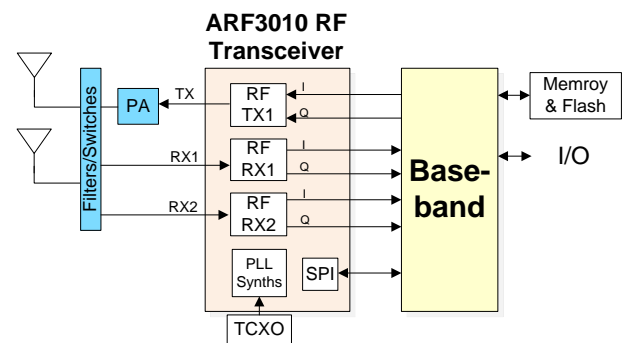 ARF3010 RF
Transceiver
Filters/Switches
PA
TX
RF
TX1
I
Q
RX1
RF
RX1
I
Q
RX2
RF
RX2
I
Q
PLL
Synths
SPI
TCXO
Base-
band
Memroy
& Flash
I/O